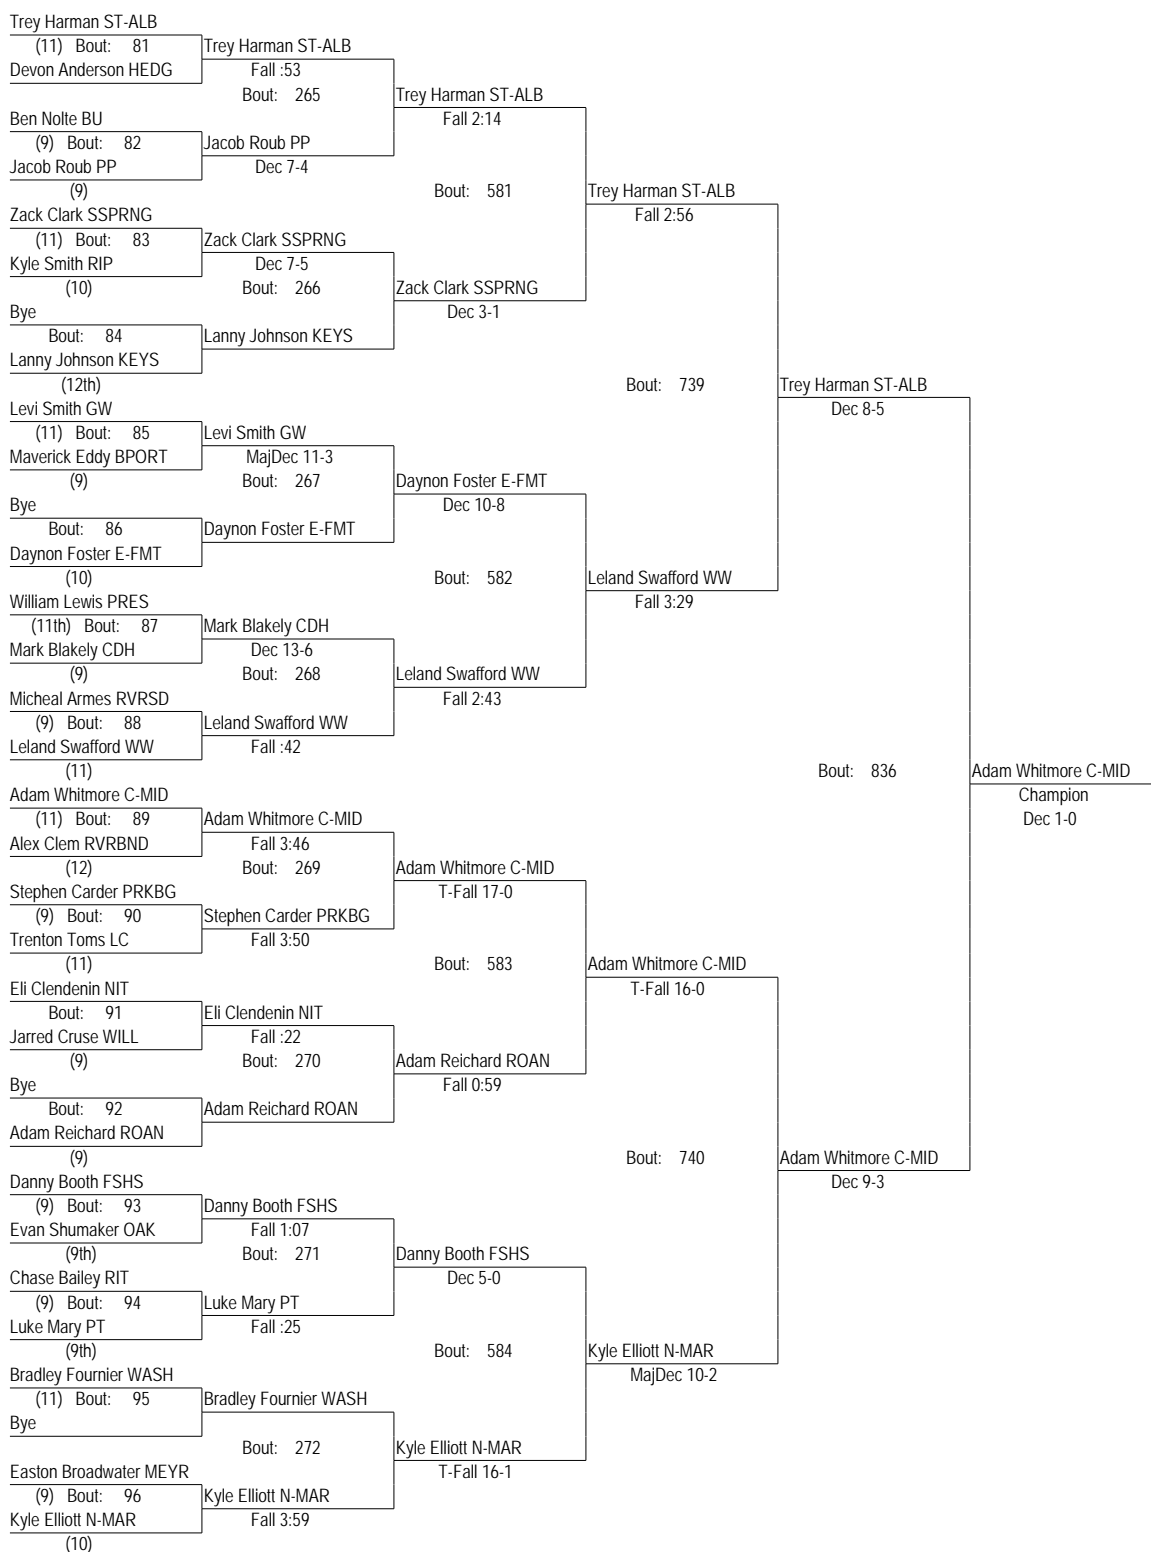 Trey Harman ST-ALB
(11) Bout: 81
Devon Anderson HEDG
Trey Harman ST-ALB
Fall :53
Bout: 265
Trey Harman ST-ALB
Fall 2:14
Ben Nolte BU
(9) Bout: 82
Jacob Roub PP
(9)
Jacob Roub PP
Dec 7-4
Bout: 581
Trey Harman ST-ALB
Fall 2:56
Zack Clark SSPRNG
(11) Bout: 83
Kyle Smith RIP
(10)
Zack Clark SSPRNG
Dec 7-5
Bout: 266
Zack Clark SSPRNG
Dec 3-1
Bye
Bout: 84
Lanny Johnson KEYS
(12th)
Lanny Johnson KEYS
Bout: 739
Trey Harman ST-ALB
Dec 8-5
Levi Smith GW
(11) Bout: 85
Maverick Eddy BPORT
(9)
Levi Smith GW
MajDec 11-3
Bout: 267
Daynon Foster E-FMT
Dec 10-8
Bye
Bout: 86
Daynon Foster E-FMT
(10)
Daynon Foster E-FMT
Bout: 582
Leland Swafford WW
Fall 3:29
William Lewis PRES
(11th) Bout: 87
Mark Blakely CDH
(9)
Mark Blakely CDH
Dec 13-6
Bout: 268
Leland Swafford WW
Fall 2:43
Micheal Armes RVRSD
(9) Bout: 88
Leland Swafford WW
(11)
Leland Swafford WW
Fall :42
Bout: 836
Adam Whitmore C-MID
Champion
Dec 1-0
Adam Whitmore C-MID
(11) Bout: 89
Alex Clem RVRBND
(12)
Adam Whitmore C-MID
Fall 3:46
Bout: 269
Adam Whitmore C-MID
T-Fall 17-0
Stephen Carder PRKBG
(9) Bout: 90
Trenton Toms LC
(11)
Stephen Carder PRKBG
Fall 3:50
Bout: 583
Adam Whitmore C-MID
T-Fall 16-0
Eli Clendenin NIT
Bout: 91
Jarred Cruse WILL
(9)
Eli Clendenin NIT
Fall :22
Bout: 270
Adam Reichard ROAN
Fall 0:59
Bye
Bout: 92
Adam Reichard ROAN
(9)
Adam Reichard ROAN
Bout: 740
Adam Whitmore C-MID
Dec 9-3
Danny Booth FSHS
(9) Bout: 93
Evan Shumaker OAK
(9th)
Danny Booth FSHS
Fall 1:07
Bout: 271
Danny Booth FSHS
Dec 5-0
Chase Bailey RIT
(9) Bout: 94
Luke Mary PT
(9th)
Luke Mary PT
Fall :25
Bout: 584
Kyle Elliott N-MAR
MajDec 10-2
Bradley Fournier WASH
(11) Bout: 95
Bye
Bradley Fournier WASH
Bout: 272
Kyle Elliott N-MAR
T-Fall 16-1
Easton Broadwater MEYR
(9) Bout: 96
Kyle Elliott N-MAR
(10)
Kyle Elliott N-MAR
Fall 3:59